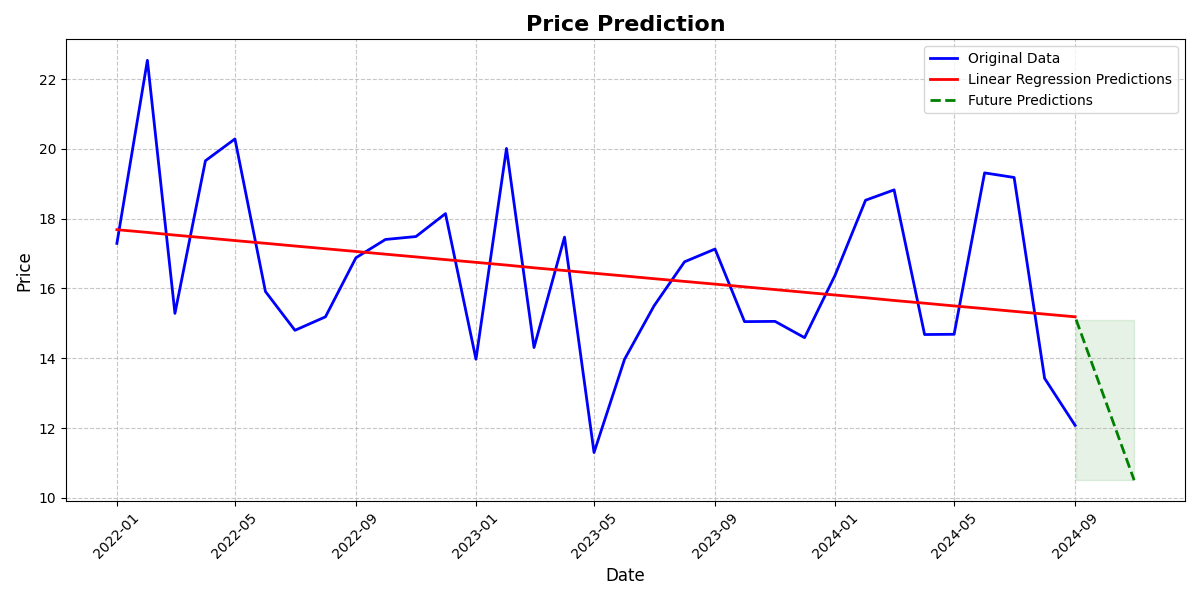 Price Prediction
Original Data
Linear Regression Predictions
Future Predictions
Price
22
20
18
16
14
12
10
2022-01
2022-05
2022-09
2023-01
2023-05
2023-09
2024-01
2024-05
2024-09
Date